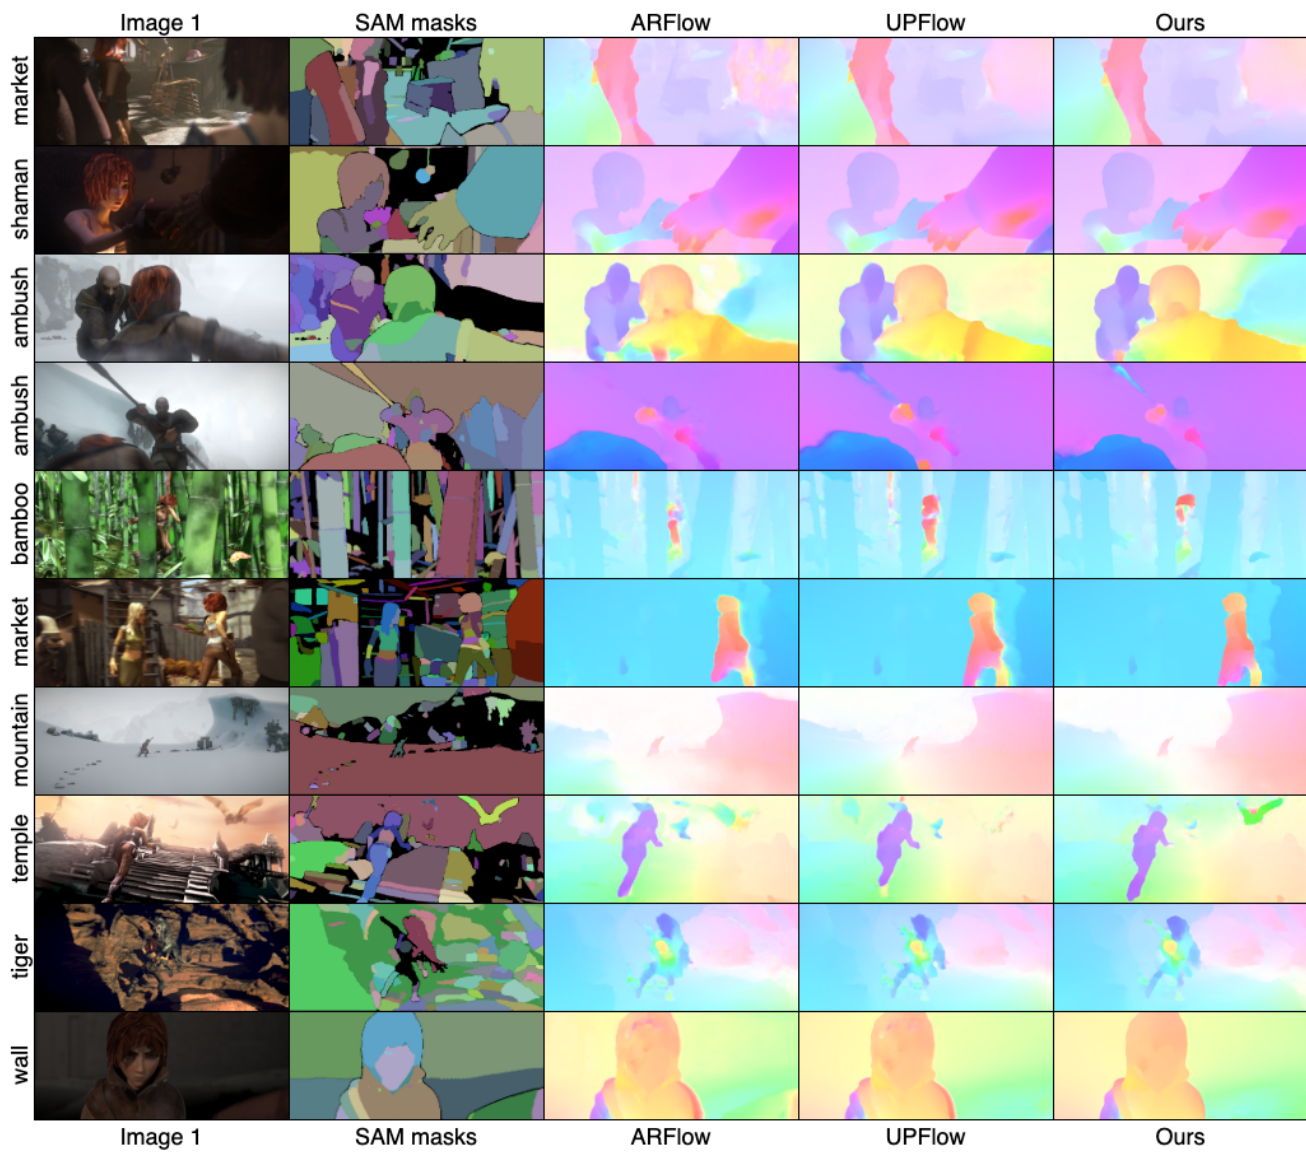 Image 1 SAM masks ARFlow UPFlow Ours
market
shaman
ambush
ambush
bamboo
market
mountain
temple
tiger
wall
Image 1 SAM masks ARFlow UPFlow Ours